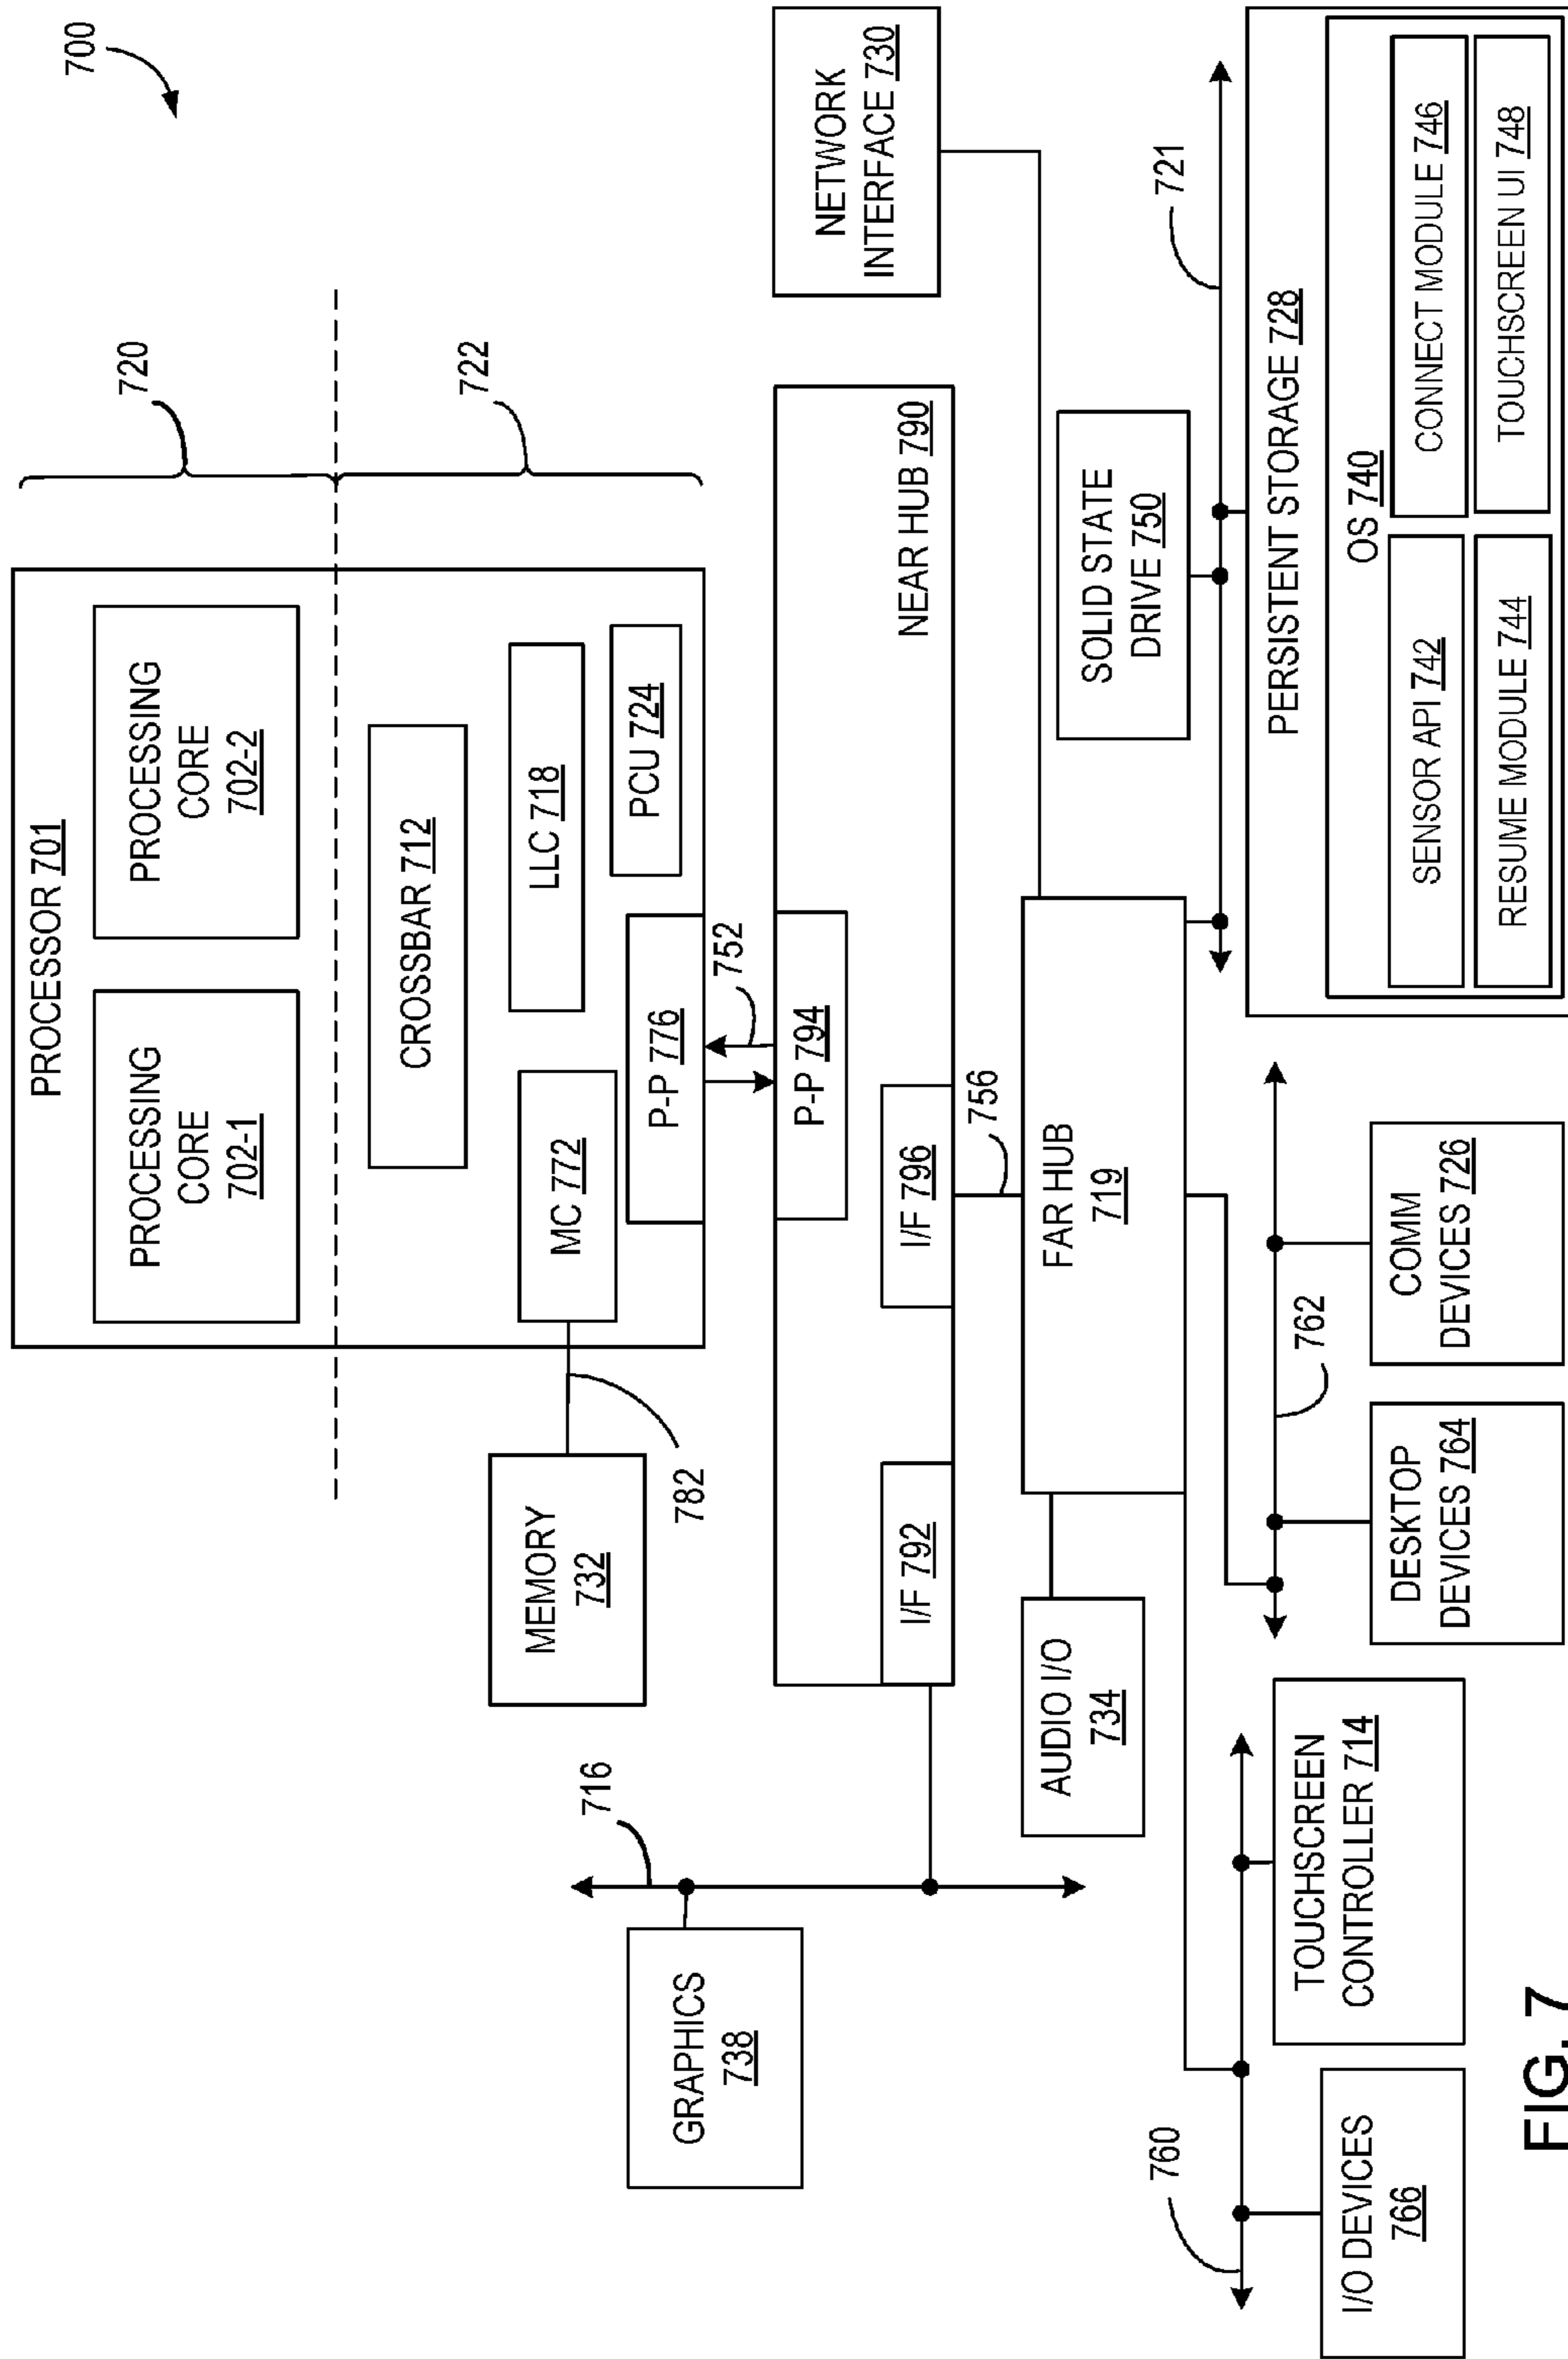 700
PROCESSOR 701
PROCESSING
CORE
702-1
PROCESSING
CORE
702-2
720
CROSSBAR 712
722
MC 772
LLC 718
PCU 724
P-P 776
MEMORY
732
782
752
P-P 794
NEAR HUB 790
I/F 792
I/F 796
NETWORK
INTERFACE 730
716
GRAPHICS
738
756
AUDIO I/O
734
FAR HUB
719
SOLID STATE
DRIVE 750
721
760
762
I/O DEVICES
766
TOUCHSCREEN
CONTROLLER 714
DESKTOP
DEVICES 764
COMM
DEVICES 726
PERSISTENT STORAGE 728
OS 740
SENSOR API 742
CONNECT MODULE 746
RESUME MODULE 744
TOUCHSCREEN UI 748
FIG. 7